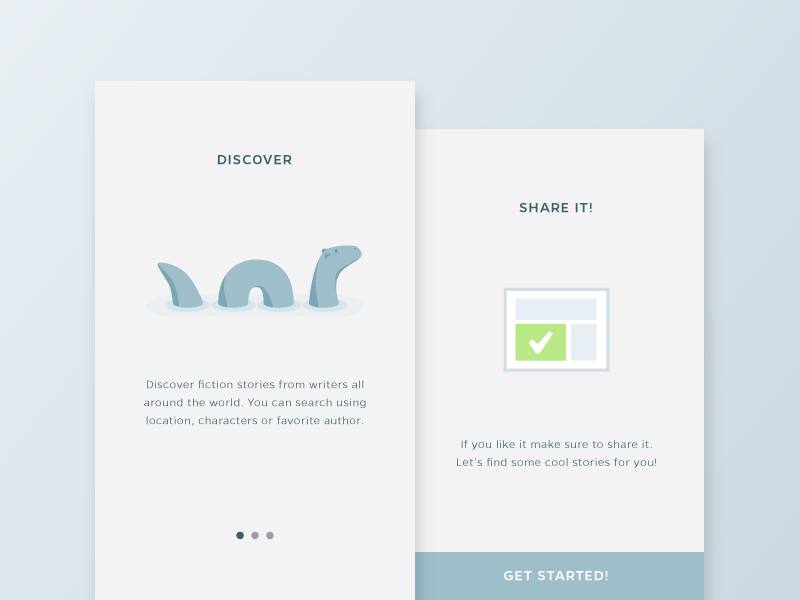 DISCOVER
Discover fiction stories from writers all
around the world. You can search using
location, characters or favorite author.
SHARE IT!
If you like it make sure to share it.
Let's find some cool stories for you!
GET STARTED!